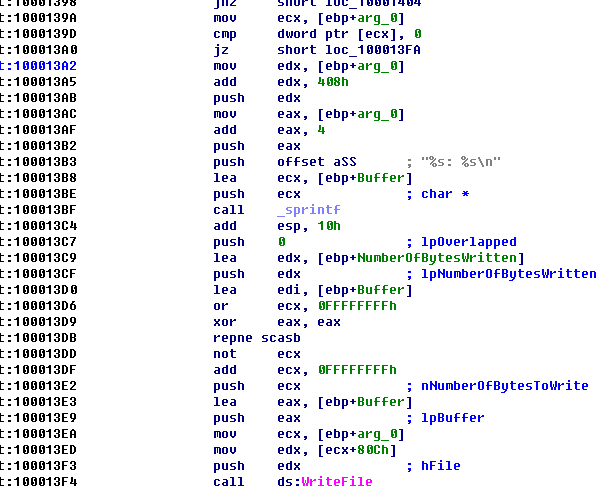 t:10001398 jnz short loc_10001404
t:1000139A mov ecx, [ebp+arg_0]
t:1000139D cmp dword ptr [ecx], 0
t:100013A0 jz short loc_100013FA
t:100013A2 mov edx, [ebp+arg_0]
t:100013A5 add edx, 408h
t:100013AB push edx
t:100013AC mov eax, [ebp+arg_0]
t:100013AF add eax, 4
t:100013B2 push eax
t:100013B3 push offset aSS ; "%s: %s\n"
t:100013B8 lea ecx, [ebp+Buffer]
t:100013BE push ecx ; char *
t:100013BF call _sprintf
t:100013C4 add esp, 10h
t:100013C7 push 0 ; lpOverlapped
t:100013C9 lea edx, [ebp+NumberOfBytesWritten]
t:100013CF push edx ; lpNumberOfBytesWritten
t:100013D0 lea edi, [ebp+Buffer]
t:100013D6 or ecx, 0FFFFFFFFh
t:100013D9 xor eax, eax
t:100013DB repne scasb
t:100013DD not ecx
t:100013DF add ecx, 0FFFFFFFFh
t:100013E2 push ecx ; nNumberOfBytesToWrite
t:100013E3 lea eax, [ebp+Buffer]
t:100013E9 push eax ; lpBuffer
t:100013EA mov ecx, [ebp+arg_0]
t:100013ED mov edx, [ecx+80Ch]
t:100013F3 push edx ; hFile
t:100013F4 call ds:WriteFile